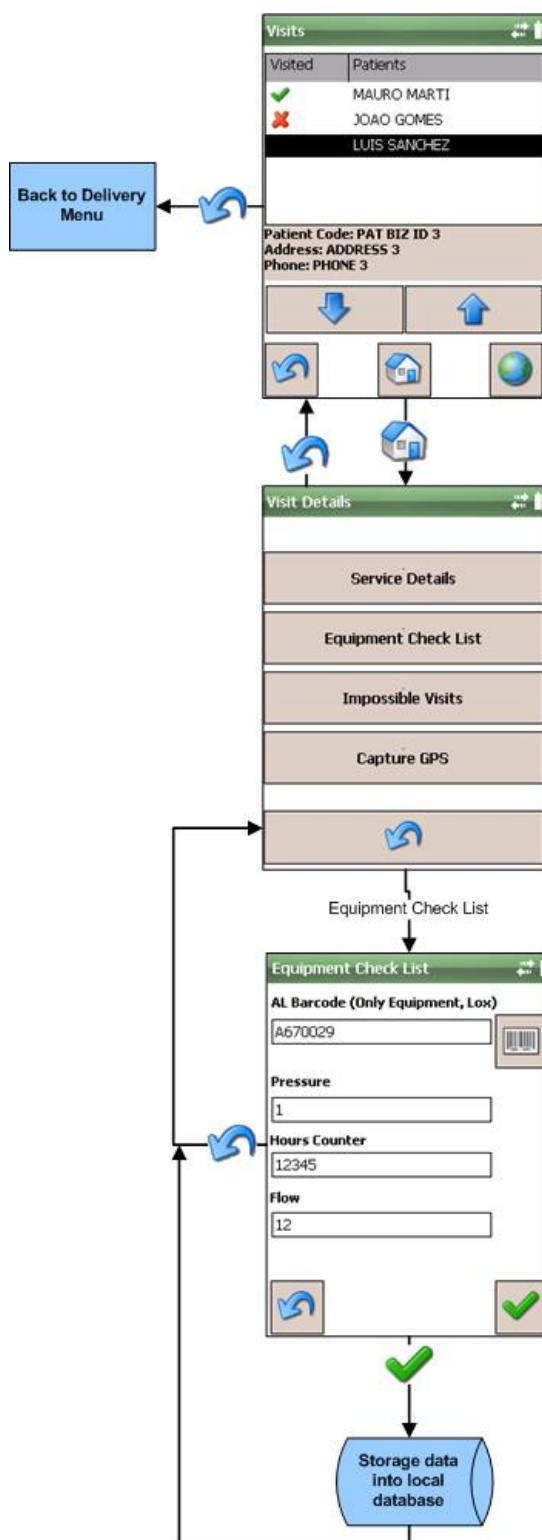 Visits
Visited Patients
MAURO MARTI
JOAO GOMES
LUIS SANCHEZ
Back to Delivery
Menu
Patient Code: PAT BIZ ID 3
Address: ADDRESS 3
Phone: PHONE 3
Visit Details
Service Details
Equipment Check List
Impossible Visits
Capture GPS
Equipment Check List
Equipment Check List
AL Barcode (Only Equipment, Lox)
A670029
Pressure
1
Hours Counter
12345
Flow
12
Storage data
into local
database